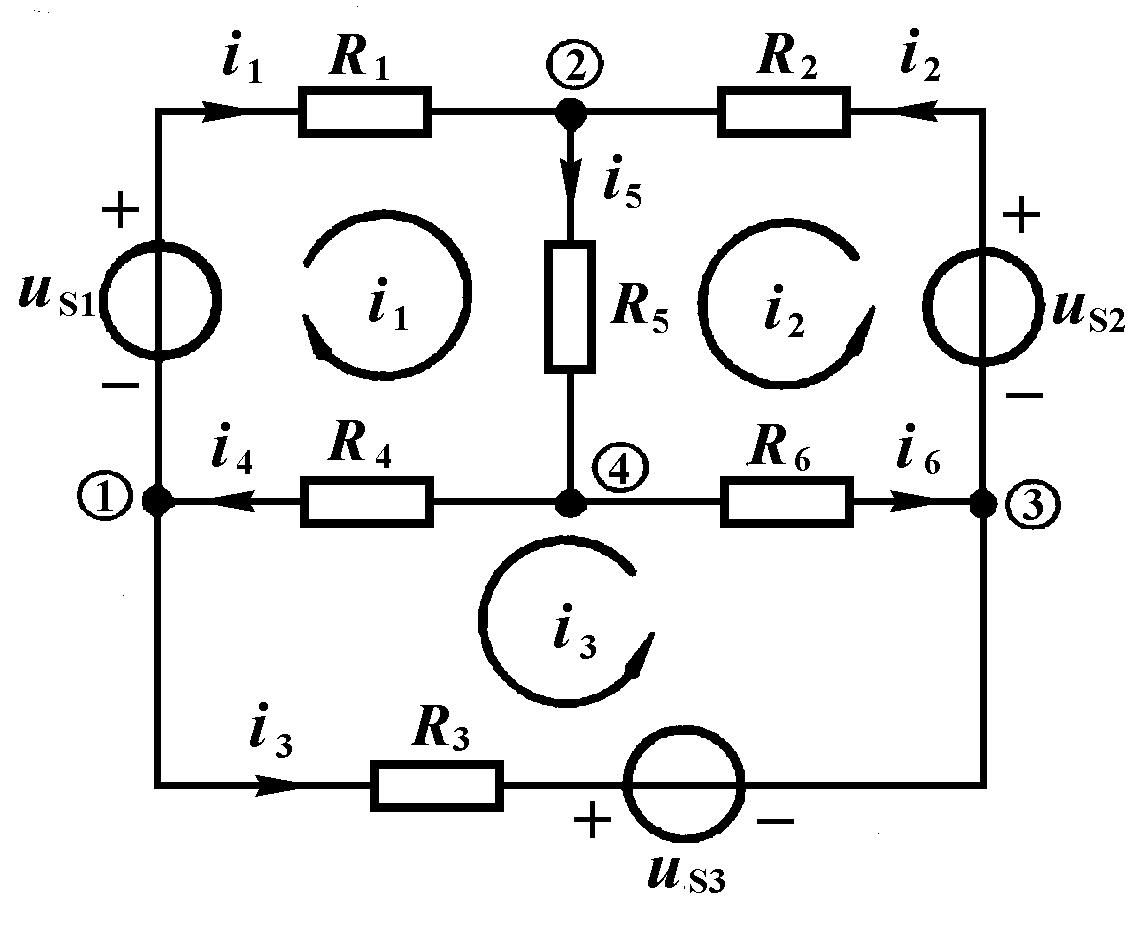 i1 R1 ② R2 i2
+ i5 +
uS1 i1 R5 i2 uS2
− −
① i4 R4 ④ R6 i6 ③
i3
i3 R3
+ −
uS3